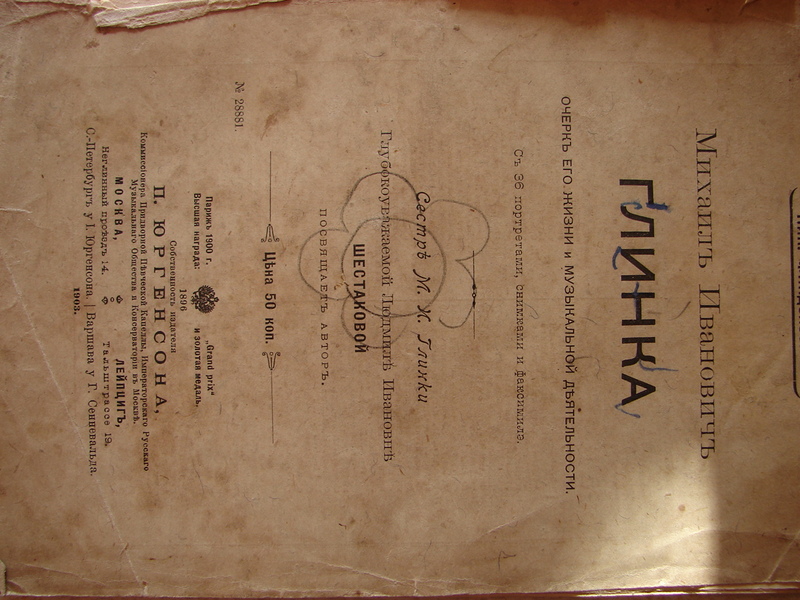 Михаилъ Ивановичъ
ГЛИНКА
ОЧЕРКЪ ЕГО ЖИЗНИ и МУЗЫКАЛЬНОЙ ДѢЯТЕЛЬНОСТИ.
Съ 36 портретами, снимками и факсимиле.
Сестрѣ М. И. Глинки
Глубокоуважаемой Людмилѣ Ивановнѣ
ШЕСТАКОВОЙ
ПОСВЯЩАЕТЪ АВТОРЪ.
Цѣна 50 коп.
№ 28881.
Парижъ 1900 г. „Grand prix“
Высшая награда: и золотая медаль.
1896
Собственность издателя
П. ЮРГЕНСОНА,
Коммиссіонера Придворной Пѣвческой Капеллы, Императорскаго Русскаго
Музыкальнаго Общества и Консерваторіи въ Москвѣ.
МОСКВА, ЛЕЙПЦИГЪ,
Неглинный проѣздъ 14. Тальштрассе 19.
С.-Петербургъ у І. Юргенсона. | Варшава у Г. Сенневальда.
1903.